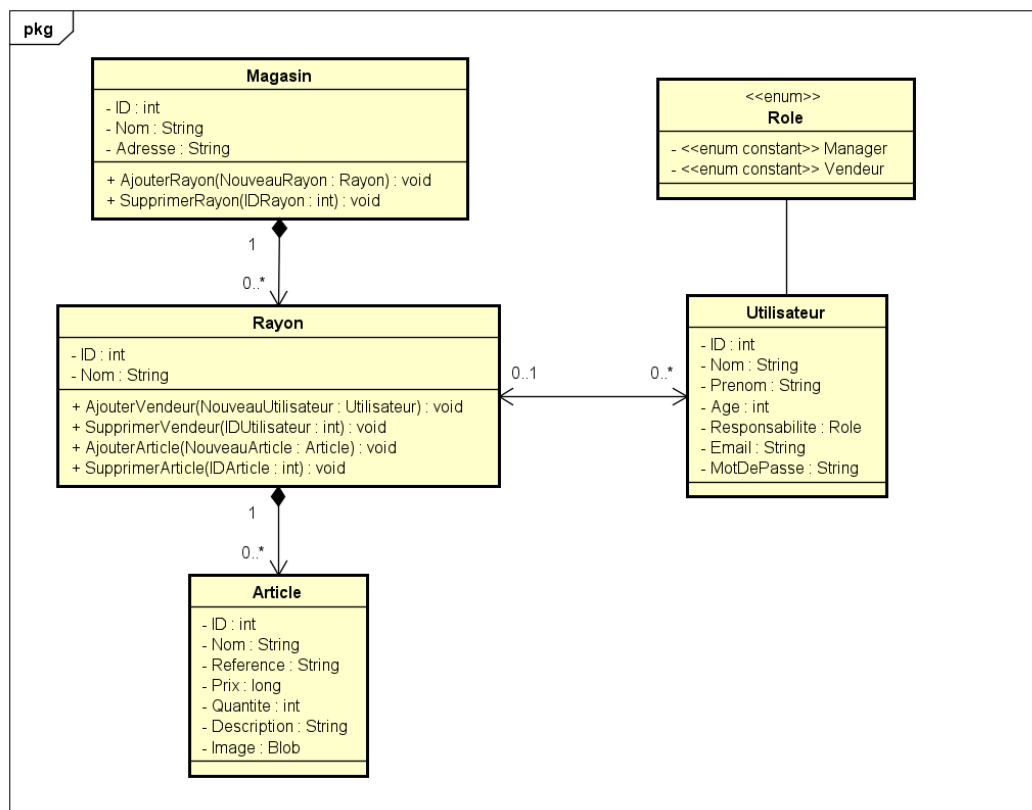 pkg
Magasin
- ID : int
- Nom : String
- Adresse : String
+ AjouterRayon(NouveauRayon : Rayon) : void
+ SupprimerRayon(IDRayon : int) : void
<<enum>>
Role
- <<enum constant>> Manager
- <<enum constant>> Vendeur
1
0..*
Rayon
- ID : int
- Nom : String
+ AjouterVendeur(NouveauUtilisateur : Utilisateur) : void
+ SupprimerVendeur(IDUtilisateur : int) : void
+ AjouterArticle(NouveauArticle : Article) : void
+ SupprimerArticle(IDArticle : int) : void
0..1
0..*
Utilisateur
- ID : int
- Nom : String
- Prenom : String
- Age : int
- Responsabilite : Role
- Email : String
- MotDePasse : String
1
0..*
Article
- ID : int
- Nom : String
- Reference : String
- Prix : long
- Quantite : int
- Description : String
- Image : Blob